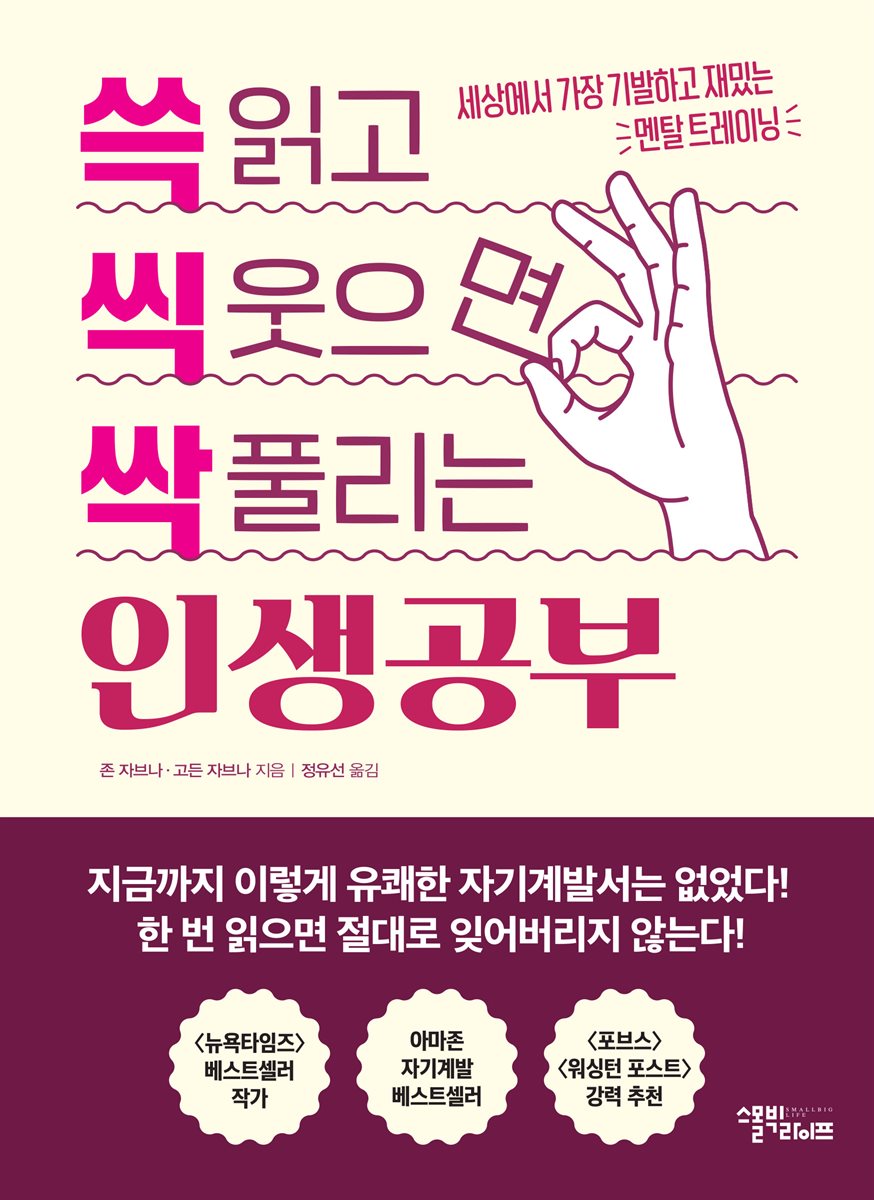 쓱 읽고
세상에서 가장 기발하고 재밌는
멘탈 트레이닝
씩 웃으면
싹 풀리는
인생공부
존 자브나 · 고든 자브나 지음 | 정유선 옮김
지금까지 이렇게 유쾌한 자기계발서는 없었다!
한 번 읽으면 절대로 잊어버리지 않는다!
〈뉴욕타임즈〉
베스트셀러
작가
아마존
자기계발
베스트셀러
〈포브스〉
〈워싱턴 포스트〉
강력 추천
스몰빅라이프
SMALLBIG
LIFE